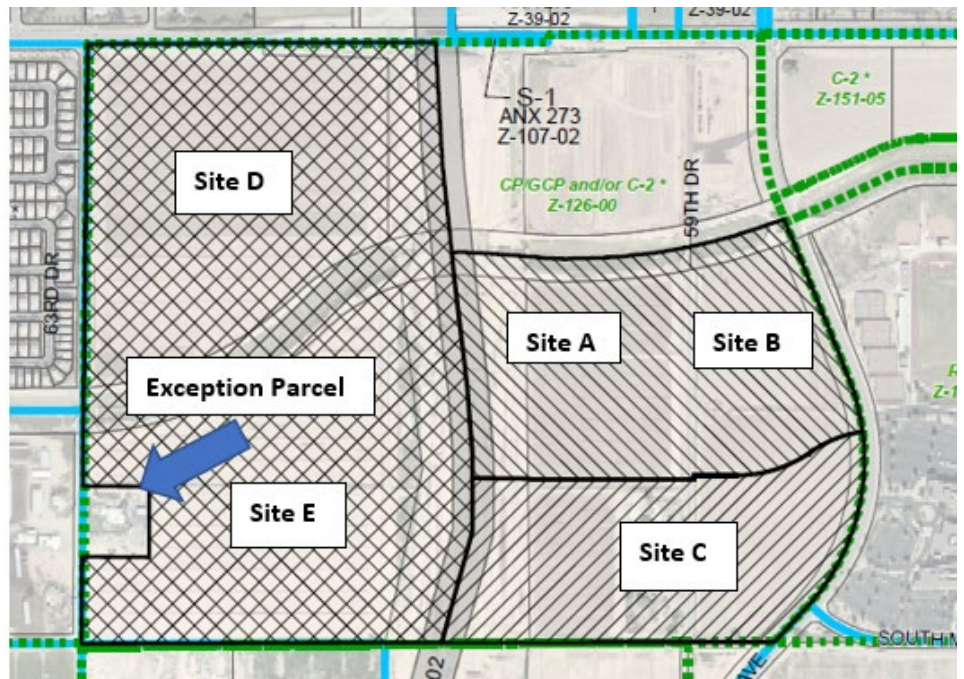 Z-39-02
Z-39-02
S-1
ANX 273
Z-107-02
C-2 *
Z-151-05
Site D
CP/GCP and/or C-2 *
Z-126-00
59TH DR
63RD DR
Site A
Site B
Exception Parcel
Site E
Site C
SOUTH M
02
AVE